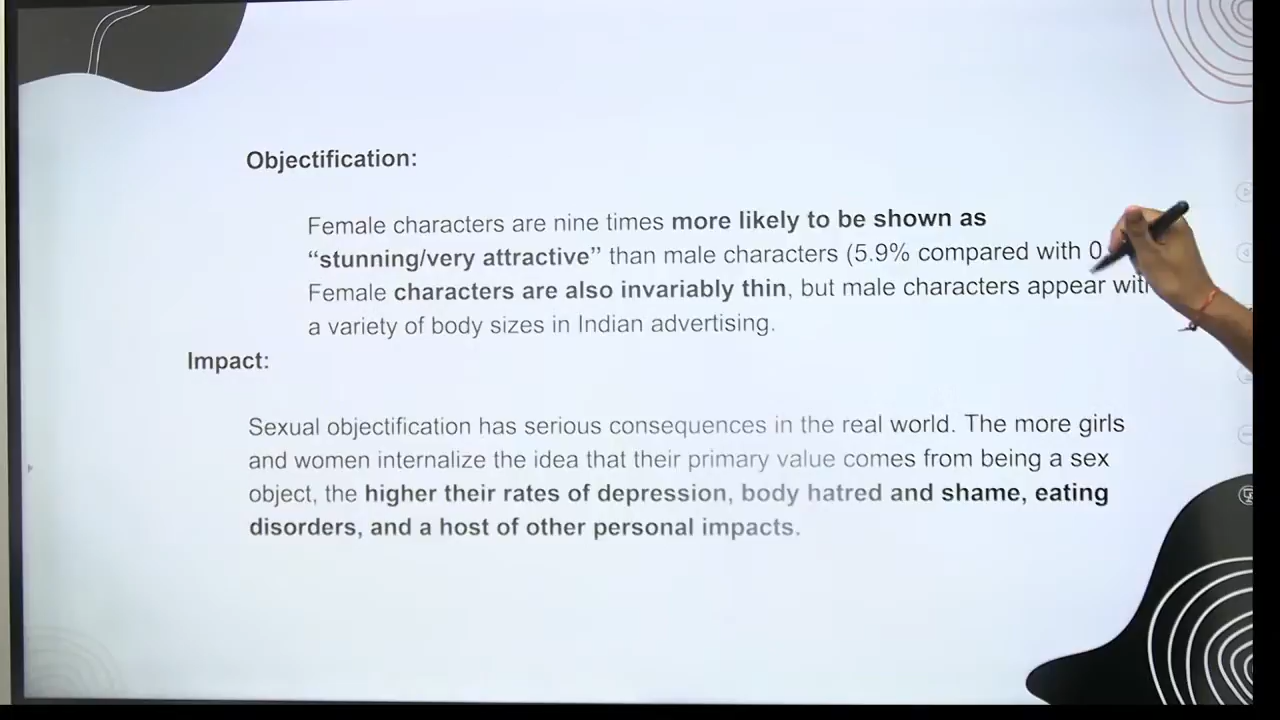 Objectification:
Female characters are nine times more likely to be shown as
“stunning/very attractive” than male characters (5.9% compared with 0
Female characters are also invariably thin, but male characters appear
a variety of body sizes in Indian advertising.
Impact:
Sexual objectification has serious consequences in the real world. The more girls
and women internalize the idea that their primary value comes from being a sex
object, the higher their rates of depression, body hatred and shame, eating
disorders, and a host of other personal impacts.